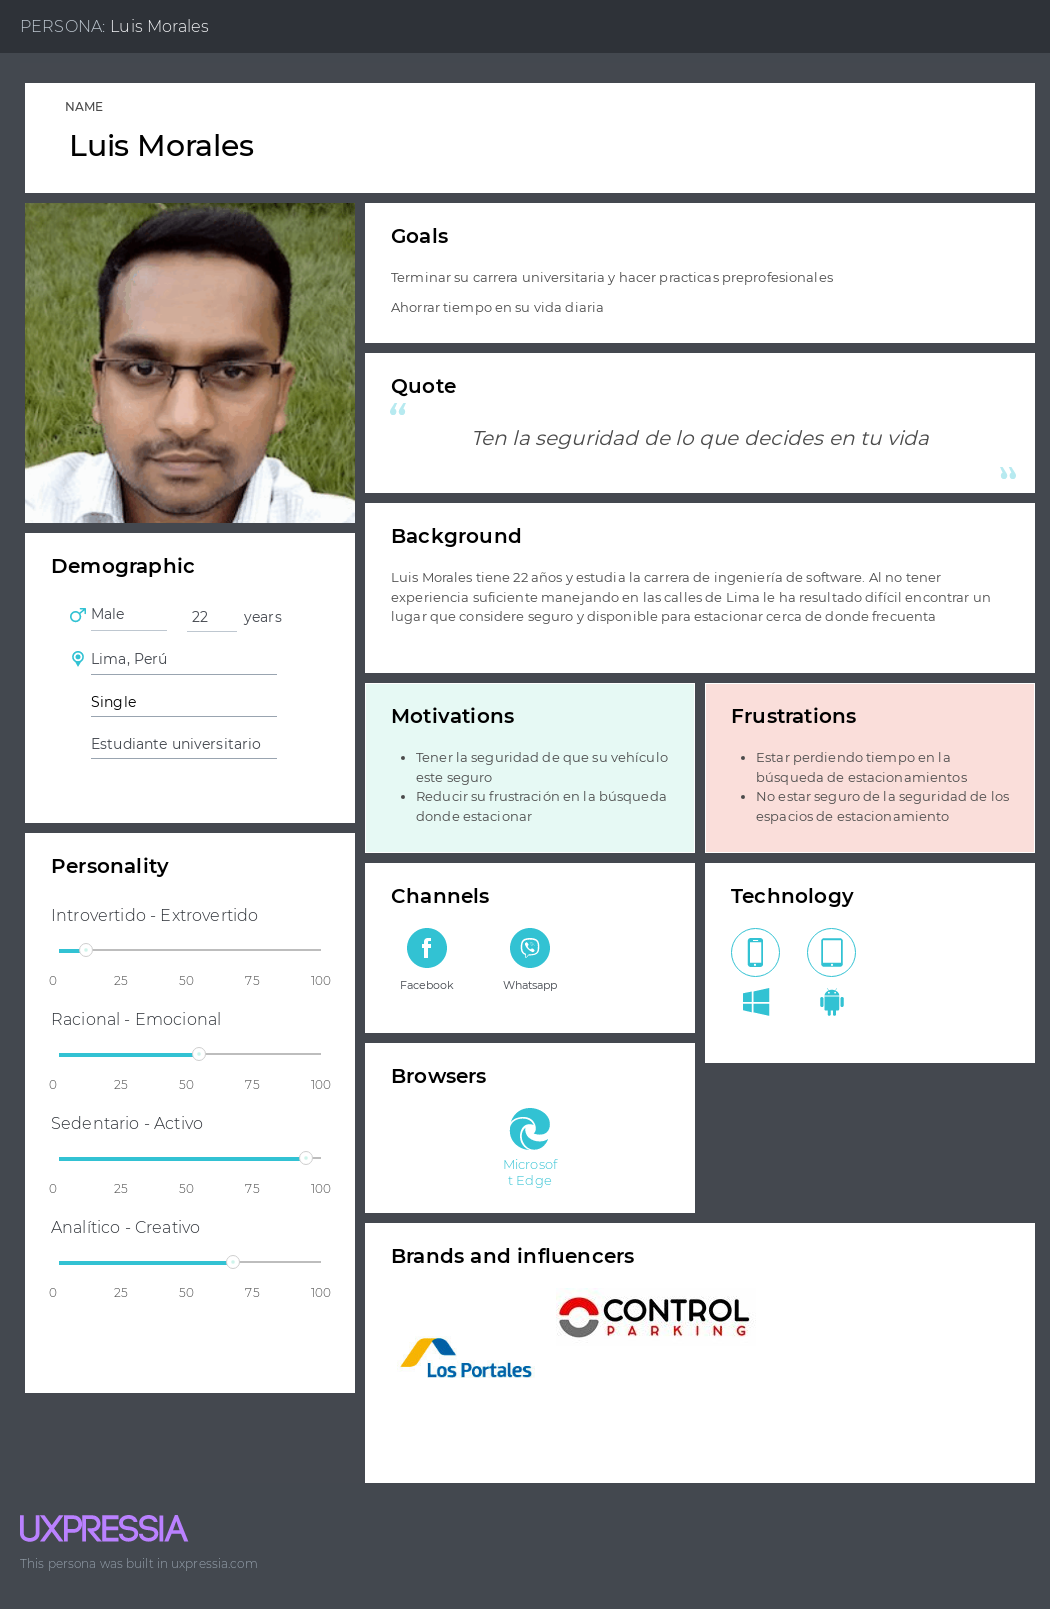 PERSONA: Luis Morales
NAME
Luis Morales
Goals
Terminar su carrera universitaria y hacer practicas preprofesionales
Ahorrar tiempo en su vida diaria
Quote
“
Ten la seguridad de lo que decides en tu vida
”
Demographic
Male 22 years
Lima, Perú
Single
Estudiante universitario
Background
Luis Morales tiene 22 años y estudia la carrera de ingeniería de software. Al no tener
experiencia suficiente manejando en las calles de Lima le ha resultado difícil encontrar un
lugar que considere seguro y disponible para estacionar cerca de donde frecuenta
Motivations
• Tener la seguridad de que su vehículo
este seguro
• Reducir su frustración en la búsqueda
donde estacionar
Frustrations
• Estar perdiendo tiempo en la
búsqueda de estacionamientos
• No estar seguro de la seguridad de los
espacios de estacionamiento
Personality
Introvertido - Extrovertido
0 25 50 75 100
Racional - Emocional
0 25 50 75 100
Sedentario - Activo
0 25 50 75 100
Analítico - Creativo
0 25 50 75 100
Channels
Facebook Whatsapp
Technology
Browsers
Microsof
t Edge
Brands and influencers
CONTROL
PARKING
Los Portales
UXPRESSIA
This persona was built in uxpressia.com